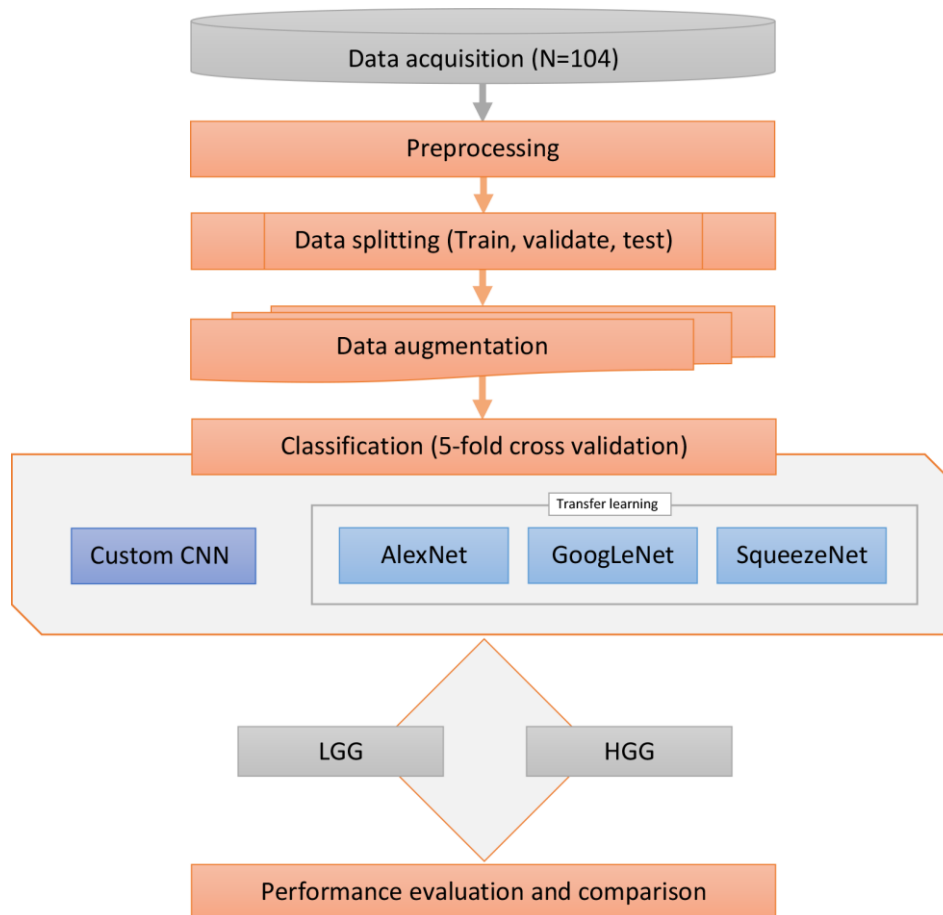 Data acquisition (N=104)
Preprocessing
Data splitting (Train, validate, test)
Data augmentation
Classification (5-fold cross validation)
Transfer learning
Custom CNN
AlexNet
GoogLeNet
SqueezeNet
LGG
HGG
Performance evaluation and comparison